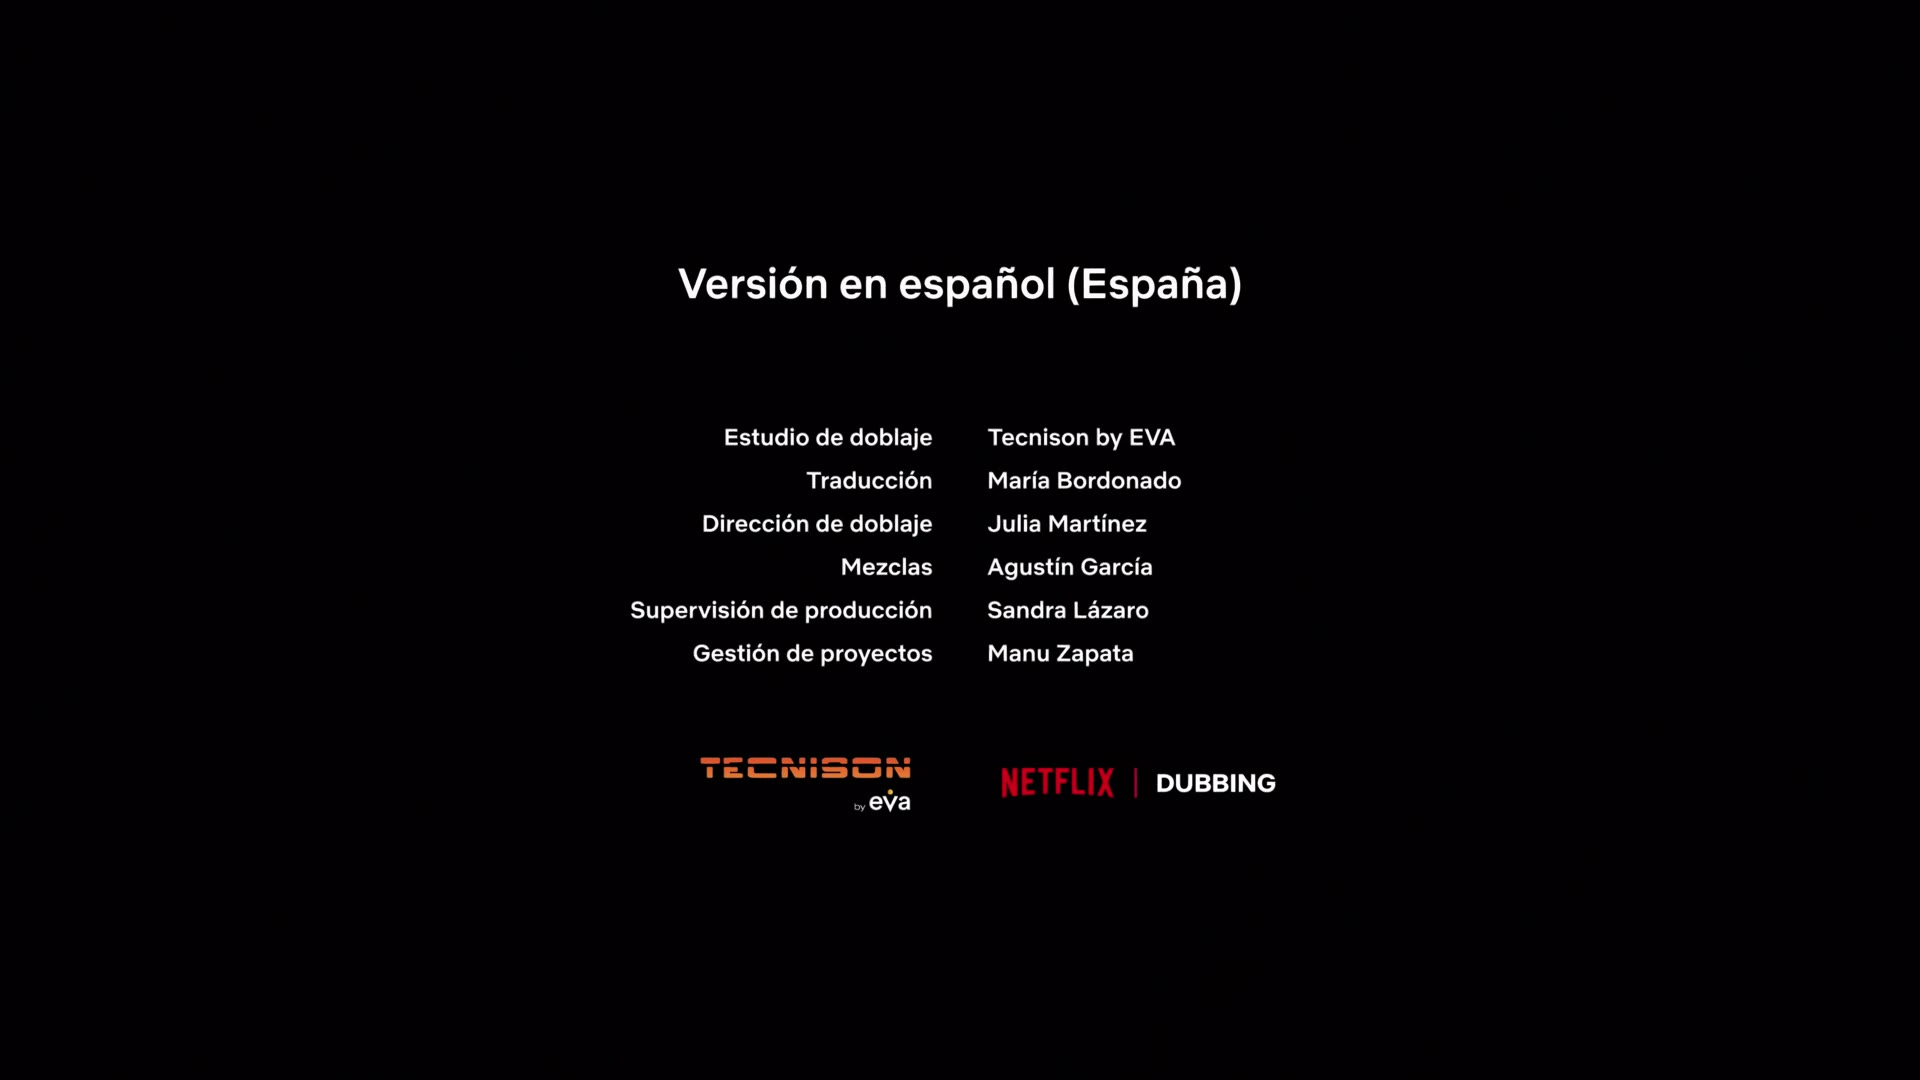 Versión en español (España)
Estudio de doblaje Tecnison by EVA
Traducción María Bordonado
Dirección de doblaje Julia Martínez
Mezclas Agustín García
Supervisión de producción Sandra Lázaro
Gestión de proyectos Manu Zapata
TECNISON
by eva
NETFLIX | DUBBING